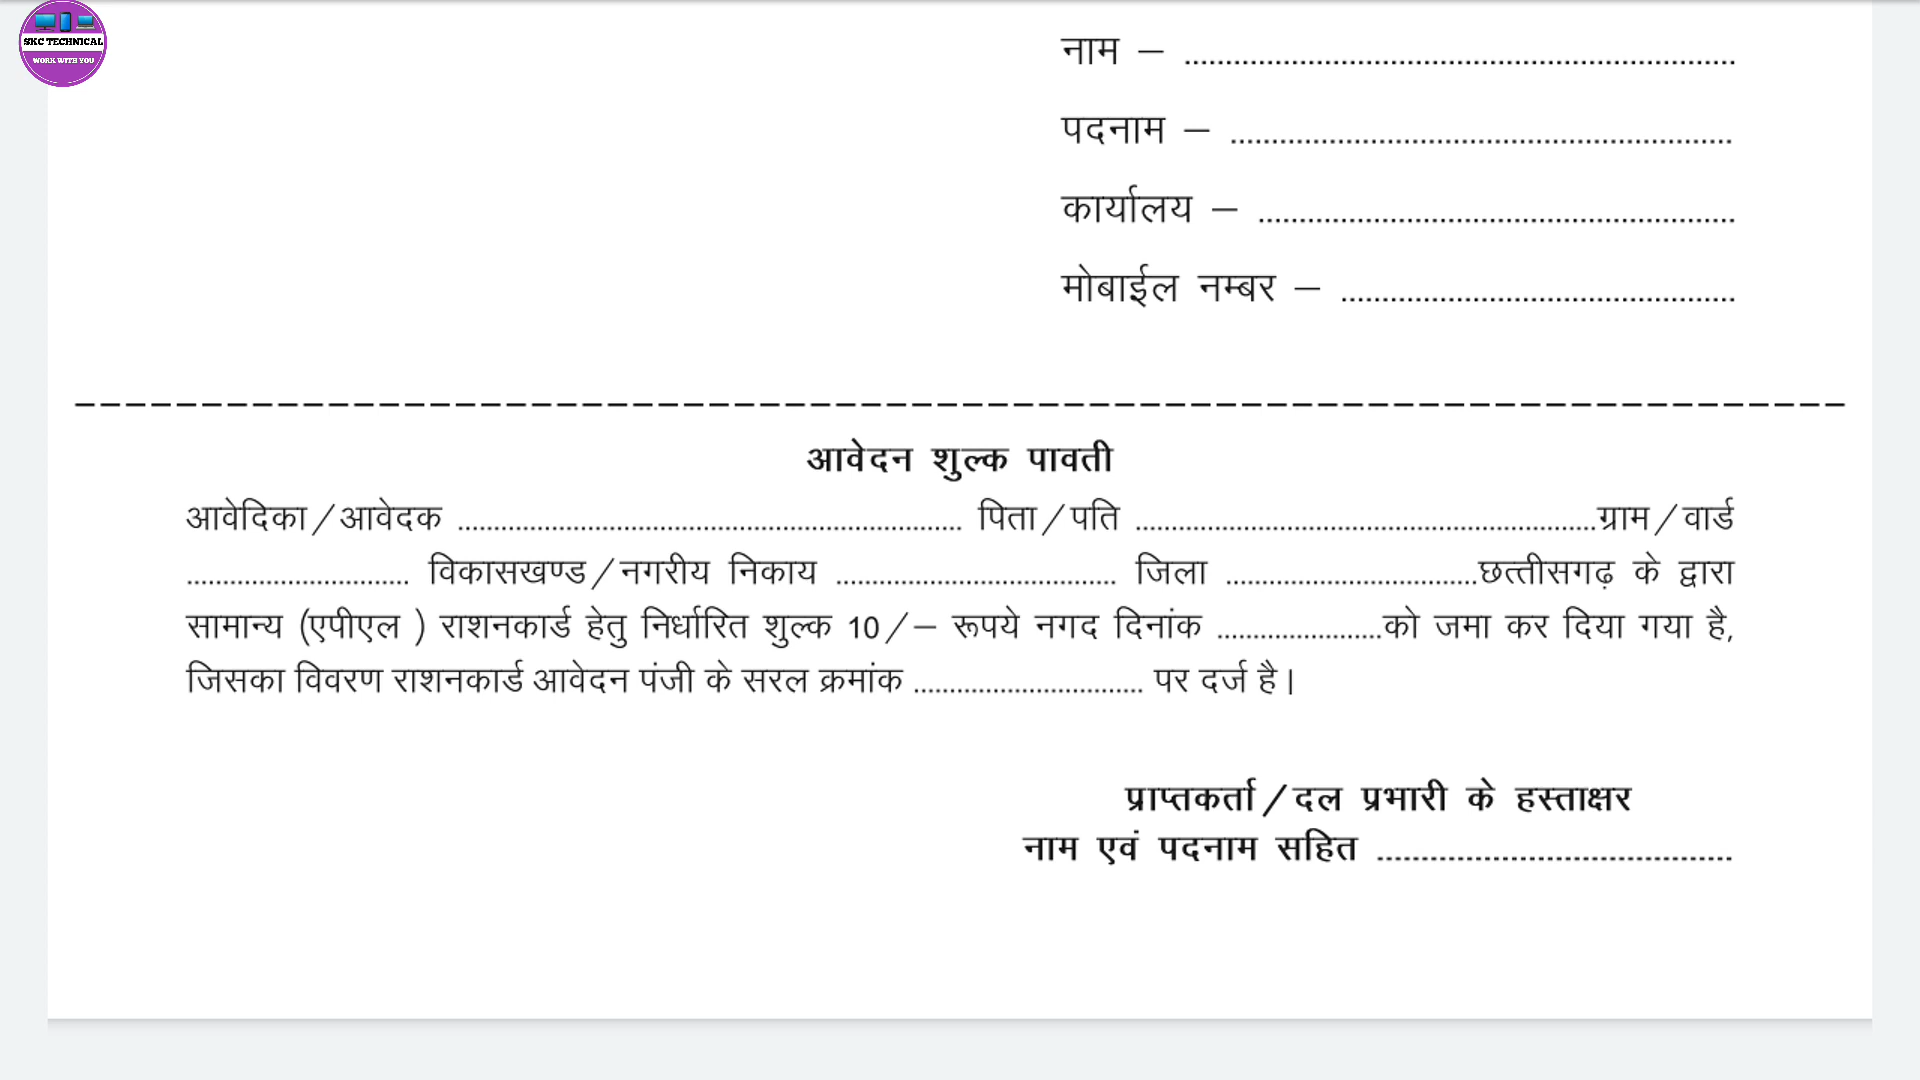 SKC TECHNICAL
WORK WITH YOU
नाम – ....................................................................
पदनाम – ..............................................................
कार्यालय – ...........................................................
मोबाईल नम्बर – .................................................
आवेदन शुल्क पावती
आवेदिका/आवेदक ...................................................................... पिता/पति ................................................................ग्राम/वार्ड
............................... विकासखण्ड/नगरीय निकाय ....................................... जिला ...................................छत्तीसगढ़ के द्वारा
सामान्य (एपीएल ) राशनकार्ड हेतु निर्धारित शुल्क 10/– रूपये नगद दिनांक .......................को जमा कर दिया गया है,
जिसका विवरण राशनकार्ड आवेदन पंजी के सरल क्रमांक ................................ पर दर्ज है।
प्राप्तकर्ता/दल प्रभारी के हस्ताक्षर
नाम एवं पदनाम सहित ........................................